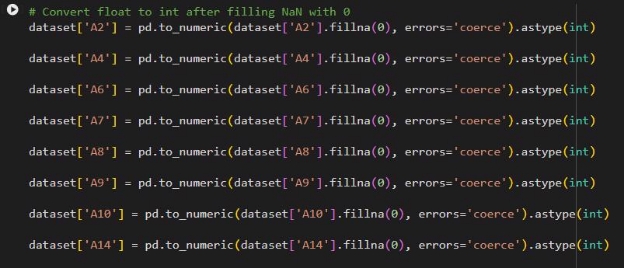 # Convert float to int after filling NaN with 0
dataset['A2'] = pd.to_numeric(dataset['A2'].fillna(0), errors='coerce').astype(int)
dataset['A4'] = pd.to_numeric(dataset['A4'].fillna(0), errors='coerce').astype(int)
dataset['A6'] = pd.to_numeric(dataset['A6'].fillna(0), errors='coerce').astype(int)
dataset['A7'] = pd.to_numeric(dataset['A7'].fillna(0), errors='coerce').astype(int)
dataset['A8'] = pd.to_numeric(dataset['A8'].fillna(0), errors='coerce').astype(int)
dataset['A9'] = pd.to_numeric(dataset['A9'].fillna(0), errors='coerce').astype(int)
dataset['A10'] = pd.to_numeric(dataset['A10'].fillna(0), errors='coerce').astype(int)
dataset['A14'] = pd.to_numeric(dataset['A14'].fillna(0), errors='coerce').astype(int)